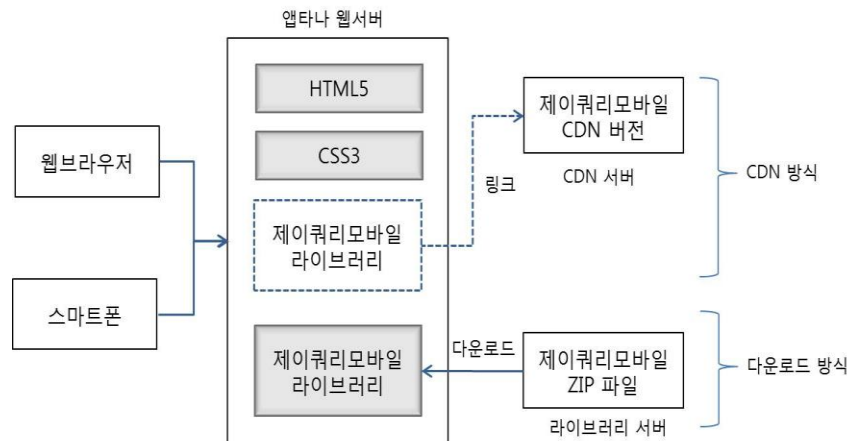 앱타나 웹서버
HTML5
CSS3
제이쿼리모바일
라이브러리
제이쿼리모바일
라이브러리
웹브라우저
스마트폰
링크
제이쿼리모바일
CDN 버전
CDN 서버
CDN 방식
다운로드
제이쿼리모바일
ZIP 파일
라이브러리 서버
다운로드 방식